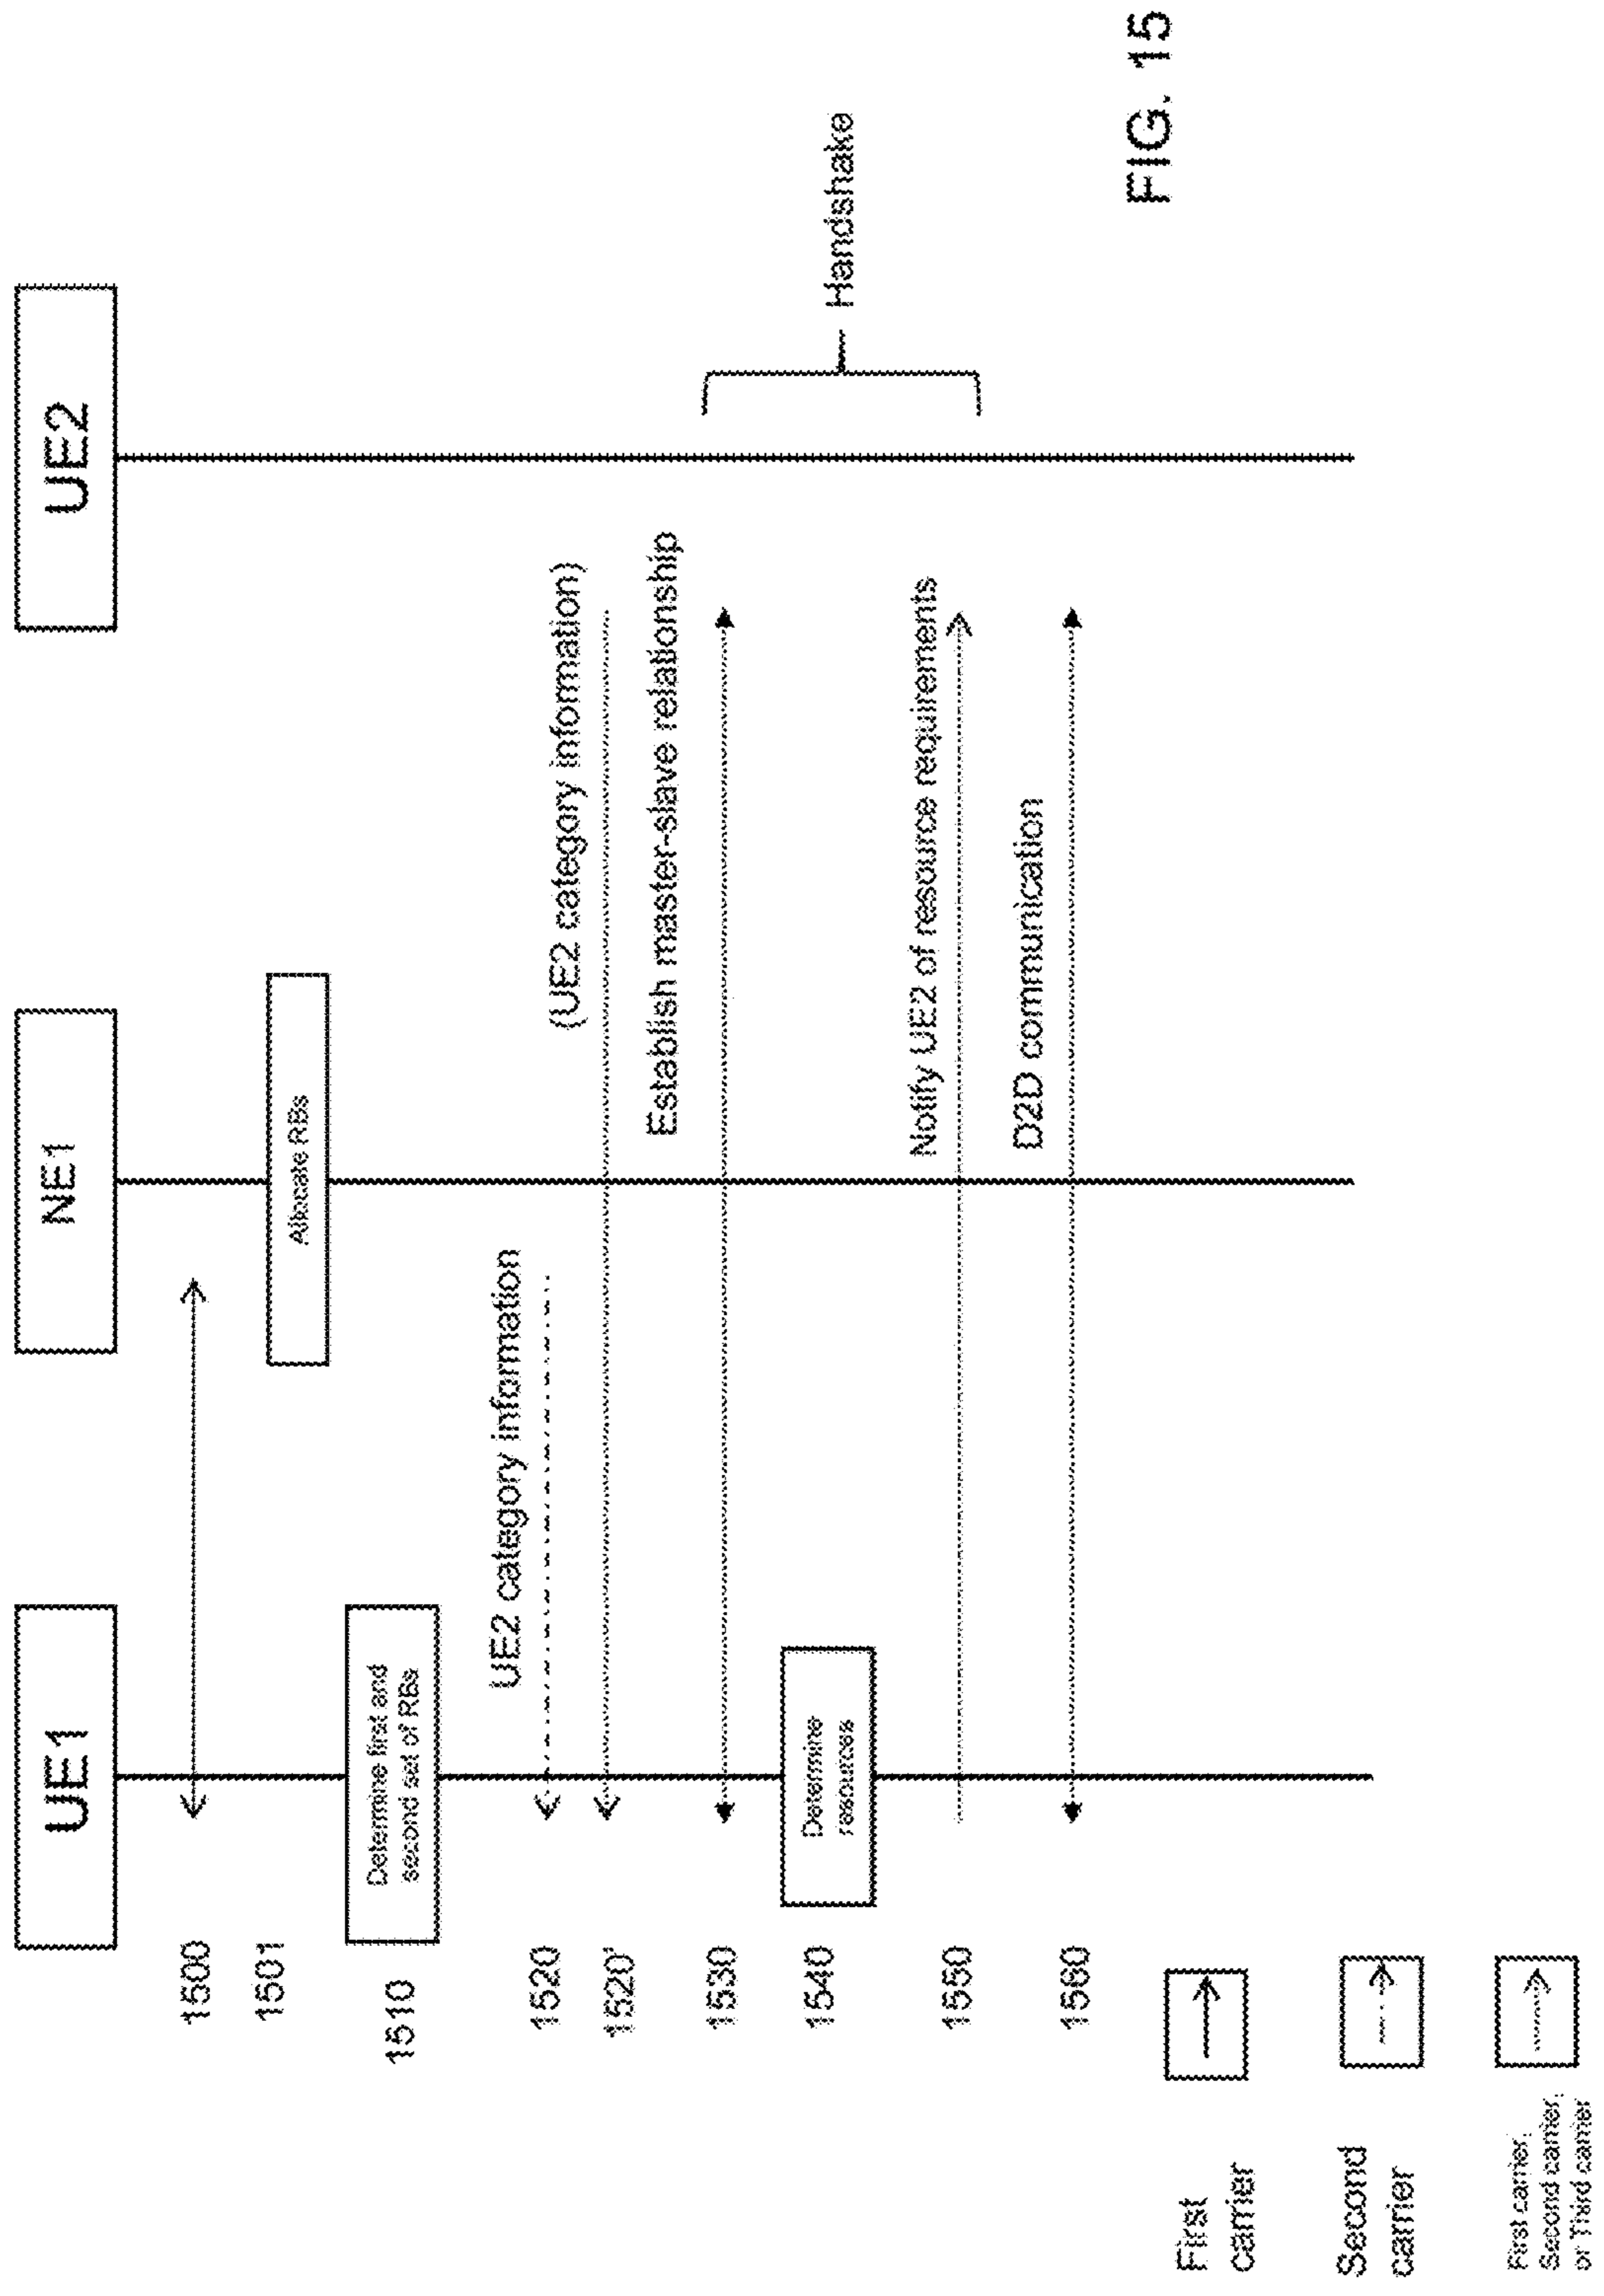 UE1
NE1
UE2
1500
1501
Allocate RBs
1510
Determine first and
second set of RBs
1520
UE2 category information
1520'
(UE2 category information)
1530
Establish master-slave relationship
1540
Determine
resources
Handshake
1550
Notify UE2 of resource requirements
1560
D2D communication
First
carrier
Second
carrier
First carrier,
Second carrier,
or Third carrier
FIG. 15